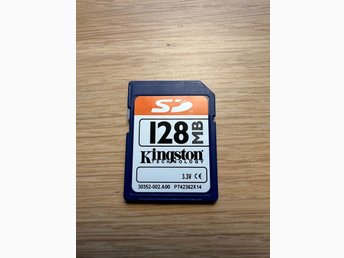 SD
128 MB
Kingston
TECHNOLOGY
3.3V CE
30352-002.A00 P742362X14